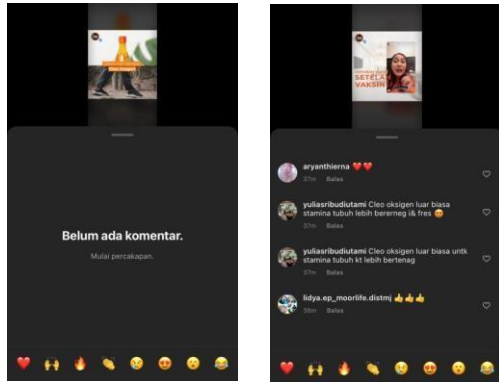 Belum ada komentar.
Mulai percakapan.
SETELA
VAKSIN
aryanthierna ❤️❤️
37m Balas
yuliasribudiutami Cleo oksigen luar biasa
stamina tubuh lebih bererneg i& fres 😍
37m Balas
yuliasribudiutami Cleo oksigen luar biasa untk
stamina tubuh kt lebih bertenag
37m Balas
lidya.ep_moorlife.distmj 👍👍👍
38m Balas